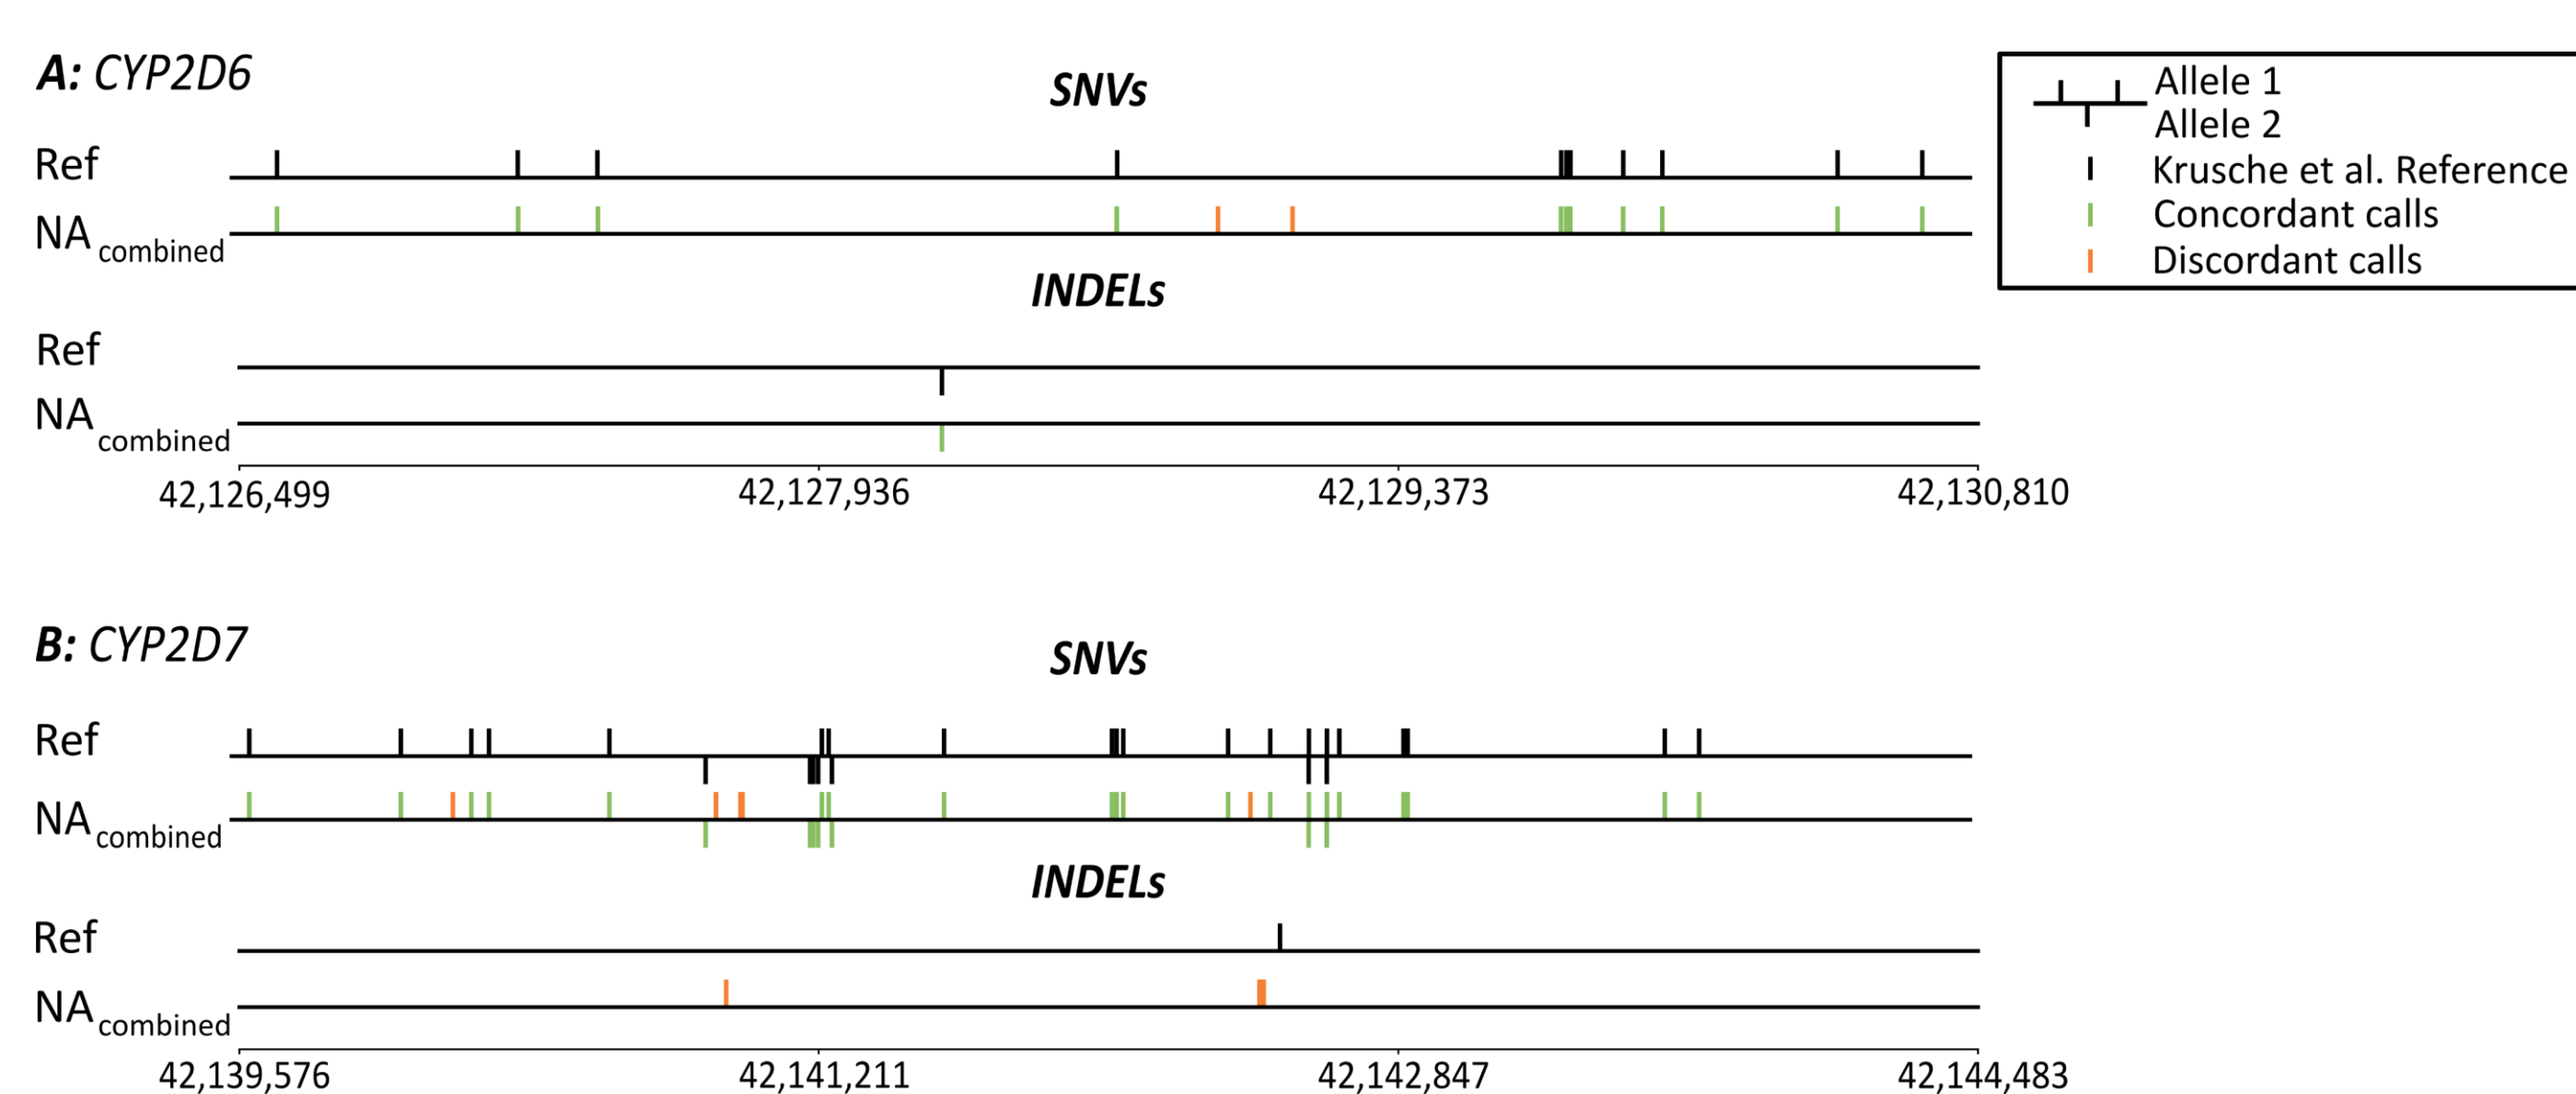 A: CYP2D6
SNVs
Ref
NA combined
INDELs
Ref
NA combined
42,126,499 42,127,936 42,129,373 42,130,810
Allele 1
Allele 2
Krusche et al. Reference
Concordant calls
Discordant calls
B: CYP2D7
SNVs
Ref
NA combined
INDELs
Ref
NA combined
42,139,576 42,141,211 42,142,847 42,144,483